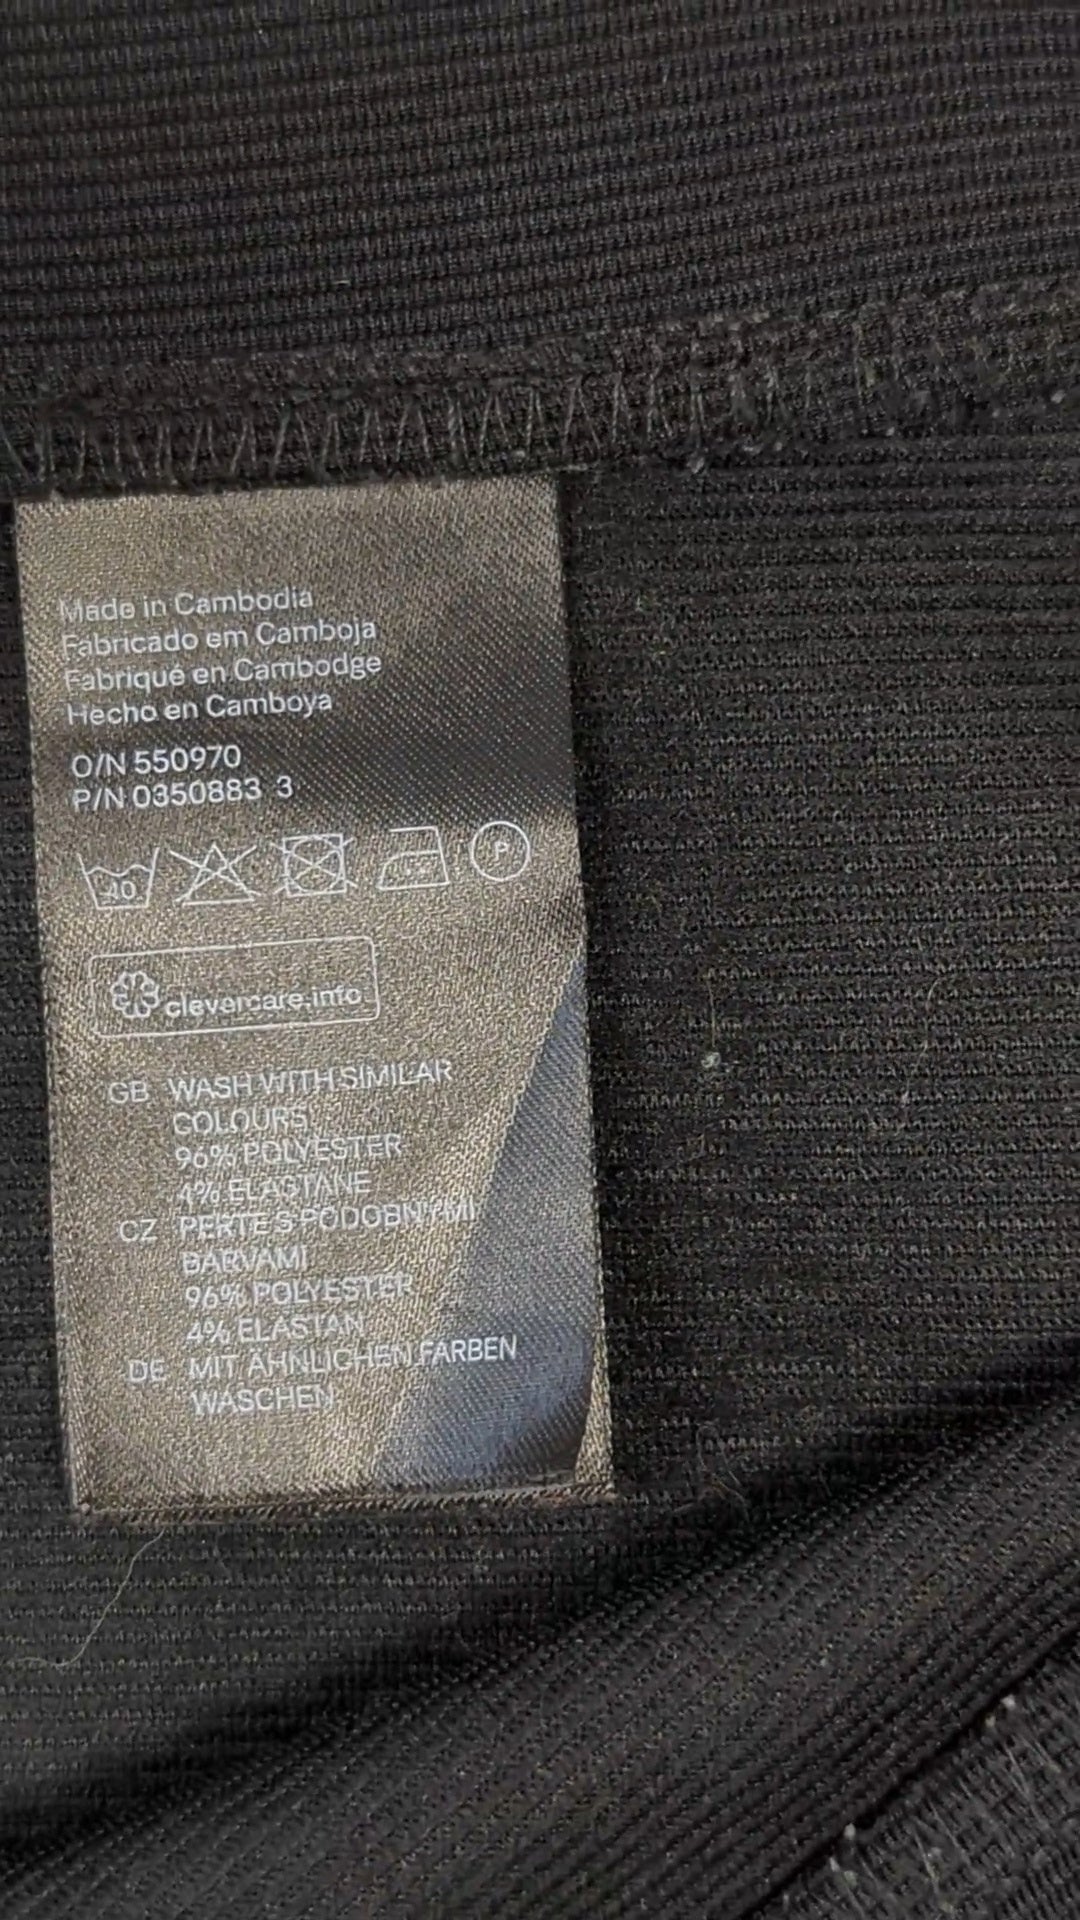 Made in Cambodia
Fabricado em Camboja
Fabriqué en Cambodge
Hecho en Camboya
O/N 550970
P/N 0350883 3
40 P
clevercare.info
GB WASH WITH SIMILAR
COLOURS
96% POLYESTER
4% ELASTANE
CZ PERTE S PODOBNÝMI
BARVAMI
96% POLYESTER
4% ELASTAN
DE MIT ÄHNLICHEN FARBEN
WASCHEN